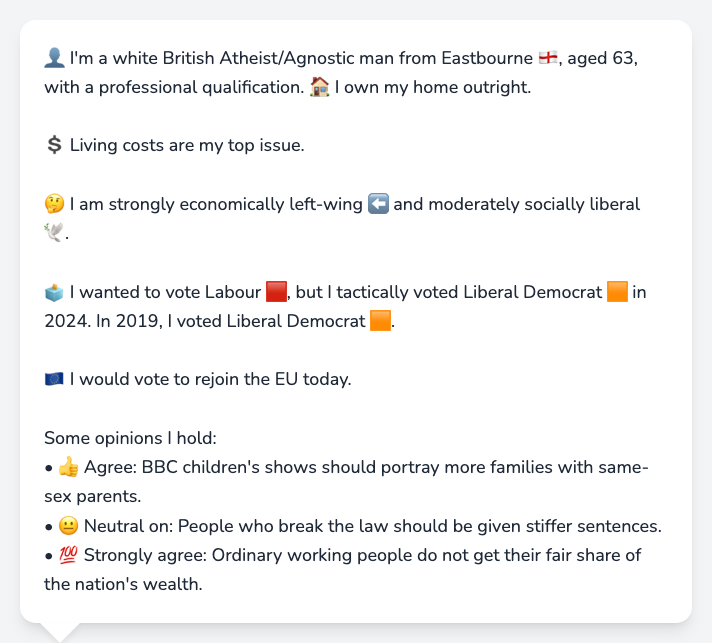 👤 I'm a white British Atheist/Agnostic man from Eastbourne 🏴󠁧󠁢󠁥󠁮󠁧󠁿, aged 63,
with a professional qualification. 🏠 I own my home outright.
💲 Living costs are my top issue.
🤔 I am strongly economically left-wing ⬅️ and moderately socially liberal
🕊️.
🗳️ I wanted to vote Labour 🟥, but I tactically voted Liberal Democrat 🟧 in
2024. In 2019, I voted Liberal Democrat 🟧.
🇪🇺 I would vote to rejoin the EU today.
Some opinions I hold:
• 👍 Agree: BBC children's shows should portray more families with same-
sex parents.
• 😐 Neutral on: People who break the law should be given stiffer sentences.
• 💯 Strongly agree: Ordinary working people do not get their fair share of
the nation's wealth.